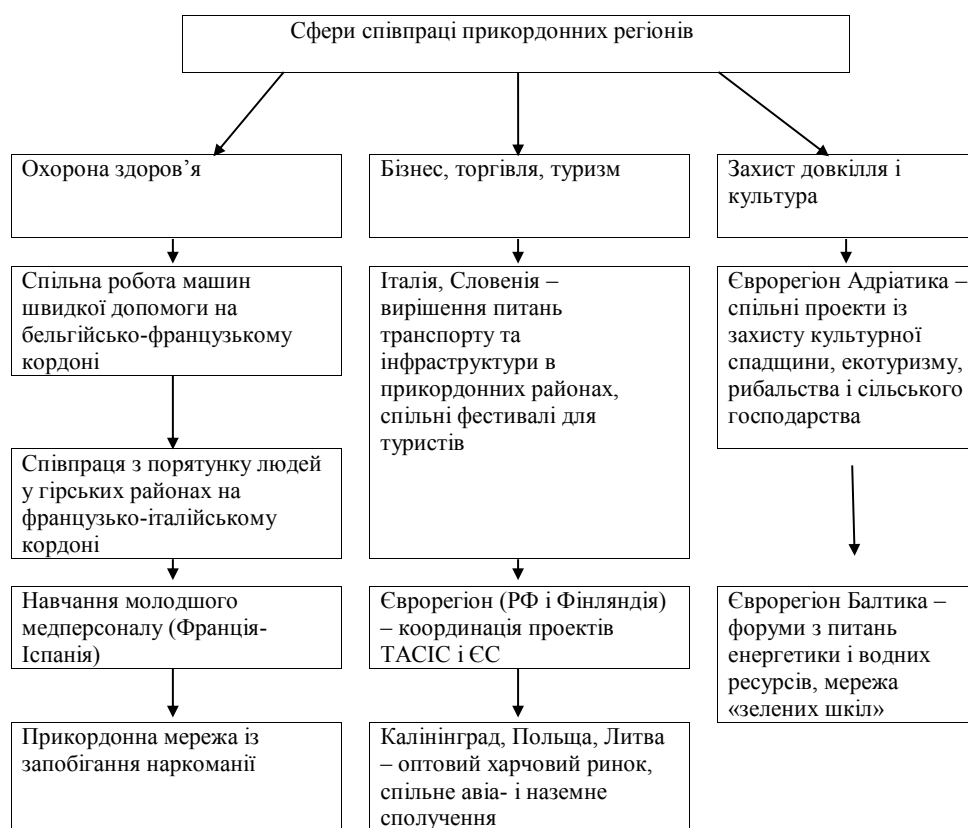 Сфери співпраці прикордонних регіонів
Охорона здоров’я
Бізнес, торгівля, туризм
Захист довкілля і
культура
Спільна робота машин
швидкої допомоги на
бельгійсько-французькому
кордоні
Італія, Словенія –
вирішення питань
транспорту та
інфраструктури в
прикордонних районах,
спільні фестивалі для
туристів
Єврорегіон Адріатика –
спільні проекти із
захисту культурної
спадщини, екотуризму,
рибальства і сільського
господарства
Співпраця з порятунку людей
у гірських районах на
французько-італійському
кордоні
Навчання молодшого
медперсоналу (Франція-
Іспанія)
Єврорегіон (РФ і Фінляндія)
– координація проектів
ТАСІС і ЄС
Єврорегіон Балтика –
форуми з питань
енергетики і водних
ресурсів, мережа
«зелених шкіл»
Прикордонна мережа із
запобігання наркоманії
Калінінград, Польща, Литва
– оптовий харчовий ринок,
спільне авіа- і наземне
сполучення